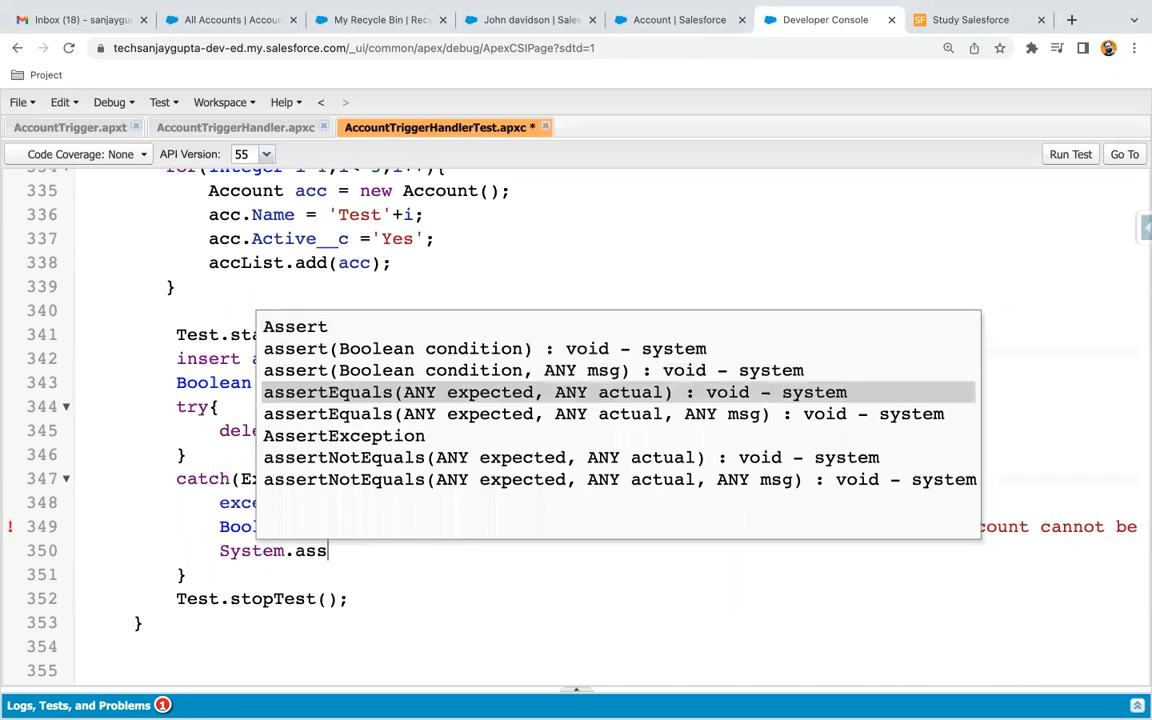 Inbox (18) - sanjaygu
All Accounts | Accou
My Recycle Bin | Rec
John davidson | Sales
Account | Salesforce
Developer Console
Study Salesforce
techsanjaygupta-dev-ed.my.salesforce.com/_ui/common/apex/debug/ApexCSIPage?sdtd=1
Project
File Edit Debug Test Workspace Help < >
AccountTrigger.apxt AccountTriggerHandler.apxc AccountTriggerHandlerTest.apxc *
Code Coverage: None API Version: 55 Run Test Go To
334 for(Integer i=1;i< 5;i++){
335 Account acc = new Account();
336 acc.Name = 'Test'+i;
337 acc.Active__c ='Yes';
338 accList.add(acc);
339 }
340
341 Test.sta
342 insert a
343 Boolean
344 try{
345 dele
346 }
347 catch(Ex
348 exce
349 Bool count cannot be
350 System.ass
351 }
352 Test.stopTest();
353 }
354
355
Assert
assert(Boolean condition) : void - system
assert(Boolean condition, ANY msg) : void - system
assertEquals(ANY expected, ANY actual) : void - system
assertEquals(ANY expected, ANY actual, ANY msg) : void - system
AssertException
assertNotEquals(ANY expected, ANY actual) : void - system
assertNotEquals(ANY expected, ANY actual, ANY msg) : void - system
Logs, Tests, and Problems 1